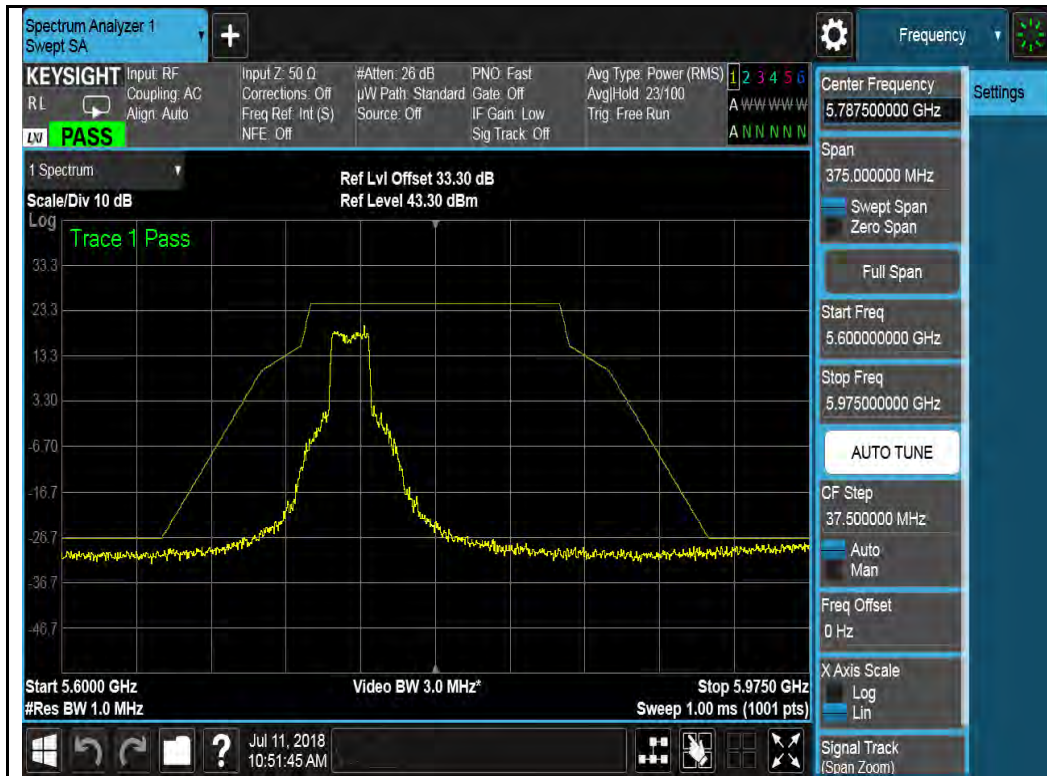 Spectrum Analyzer 1
Swept SA
+
Frequency
KEYSIGHT
R L
LXI
PASS
Input: RF
Coupling: AC
Align: Auto
Input Z: 50 Ω
Corrections: Off
Freq Ref: Int (S)
NFE: Off
#Atten: 26 dB
µW Path: Standard
Source: Off
PNO: Fast
Gate: Off
IF Gain: Low
Sig Track: Off
Avg Type: Power (RMS)
Avg|Hold: 23/100
Trig: Free Run
1 2 3 4 5 6
A W W W W W
A N N N N N
1 Spectrum
Scale/Div 10 dB
Ref Lvl Offset 33.30 dB
Ref Level 43.30 dBm
Log
Trace 1 Pass
33.3
23.3
13.3
3.30
-6.70
-16.7
-26.7
-36.7
-46.7
Start 5.6000 GHz
#Res BW 1.0 MHz
Video BW 3.0 MHz*
Stop 5.9750 GHz
Sweep 1.00 ms (1001 pts)
Center Frequency
5.787500000 GHz
Settings
Span
375.000000 MHz
Swept Span
Zero Span
Full Span
Start Freq
5.600000000 GHz
Stop Freq
5.975000000 GHz
AUTO TUNE
CF Step
37.500000 MHz
Auto
Man
Freq Offset
0 Hz
X Axis Scale
Log
Lin
Signal Track
(Span Zoom)
?
Jul 11, 2018
10:51:45 AM